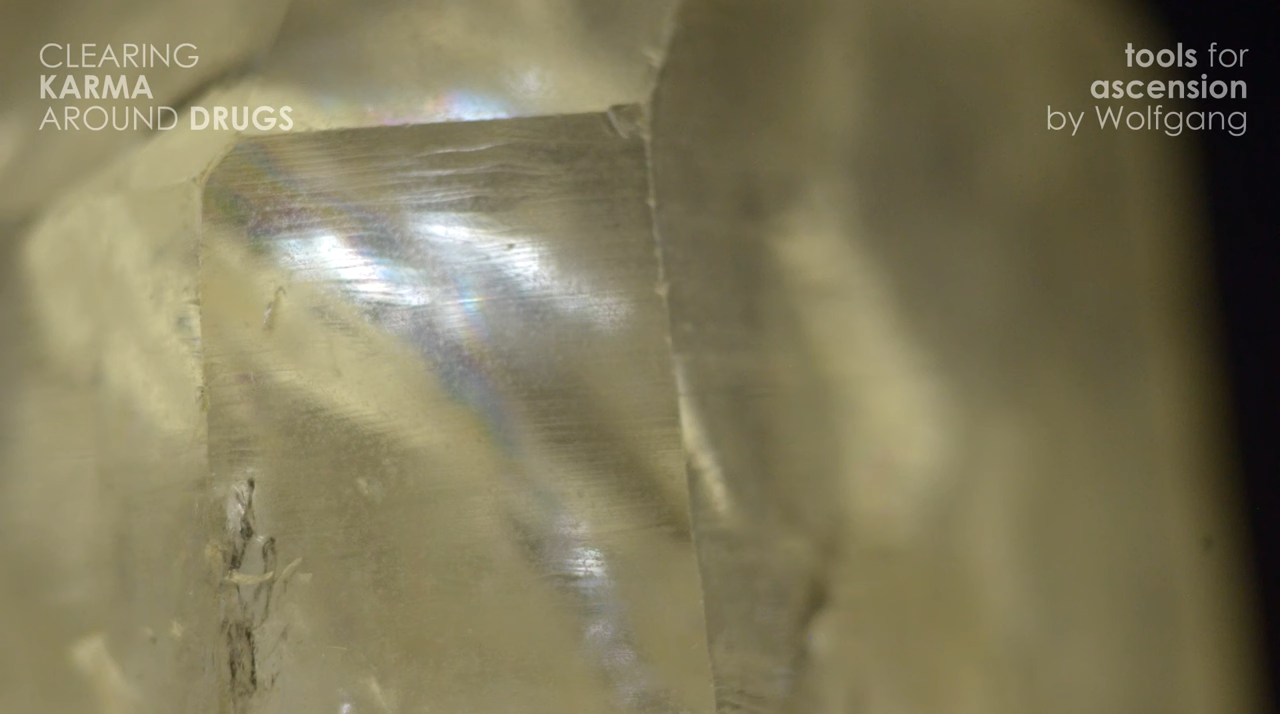 CLEARING
KARMA
AROUND DRUGS
tools for
ascension
by Wolfgang